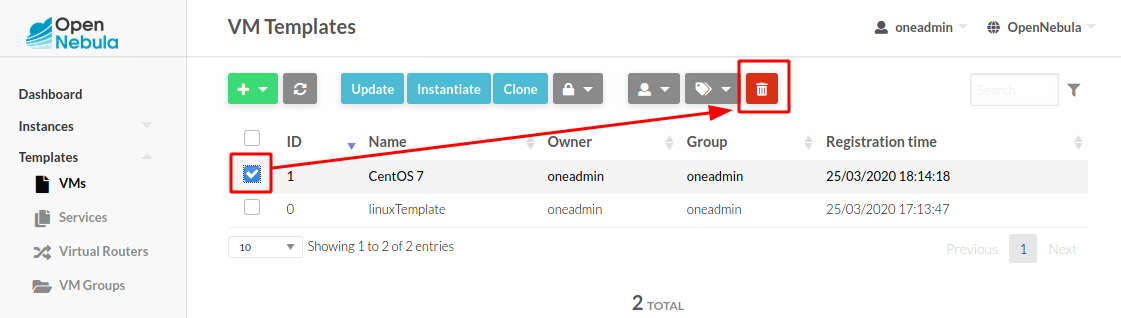 Open
Nebula
VM Templates
oneadmin
OpenNebula
Dashboard
Instances
Templates
VMs
Services
Virtual Routers
VM Groups
Update Instantiate Clone
Search
ID Name Owner Group Registration time
1 CentOS 7 oneadmin oneadmin 25/03/2020 18:14:18
0 linuxTemplate oneadmin oneadmin 25/03/2020 17:13:47
10 Showing 1 to 2 of 2 entries
Previous 1 Next
2 TOTAL